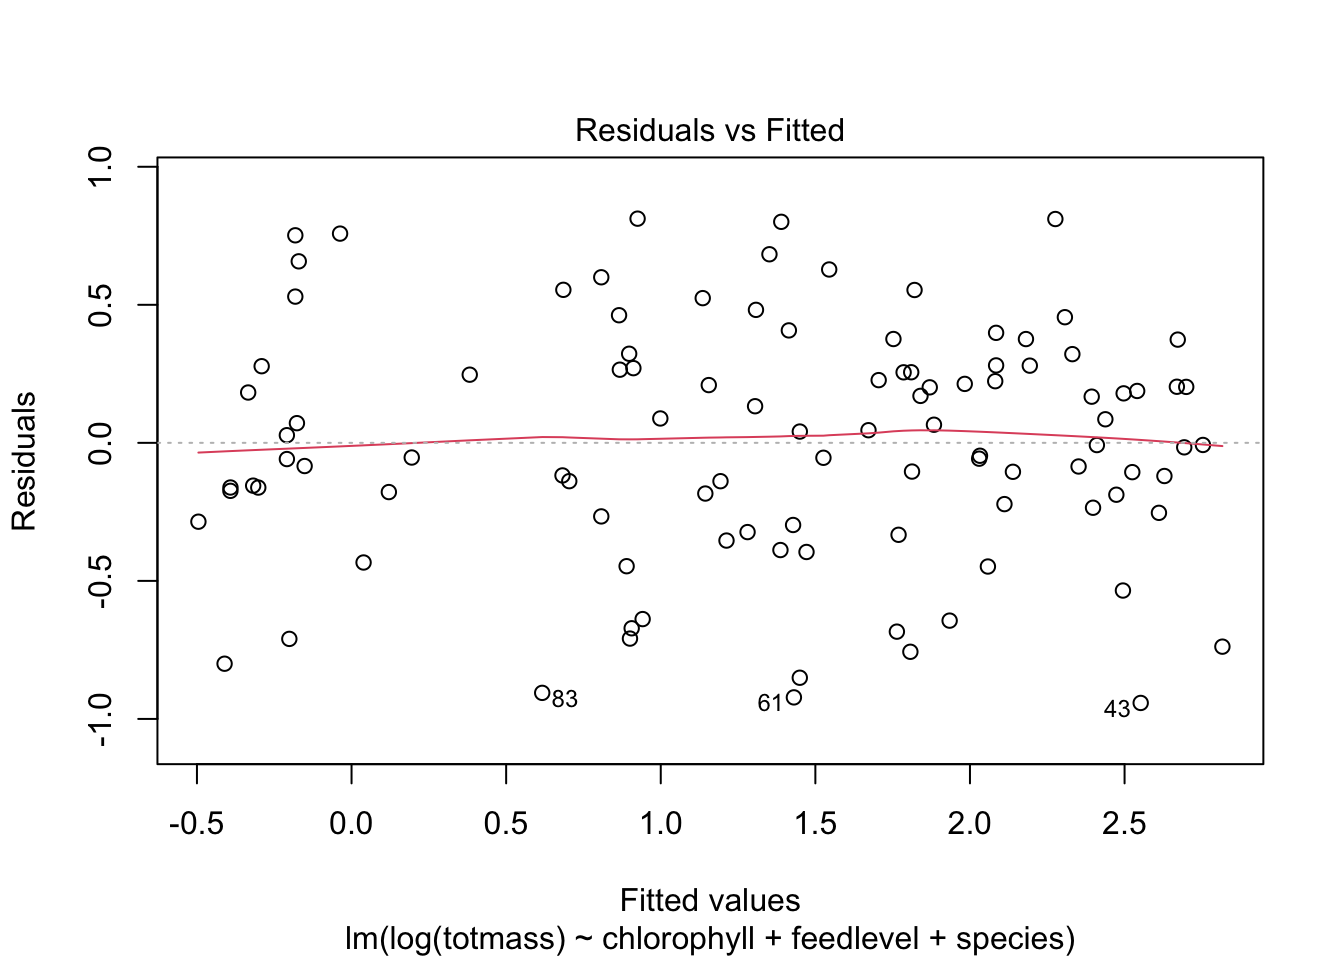 Residuals vs Fitted
1.0
0.5
0.0
-0.5
-1.0
Residuals
83
61
43
-0.5 0.0 0.5 1.0 1.5 2.0 2.5
Fitted values
lm(log(totmass) ~ chlorophyll + feedlevel + species)